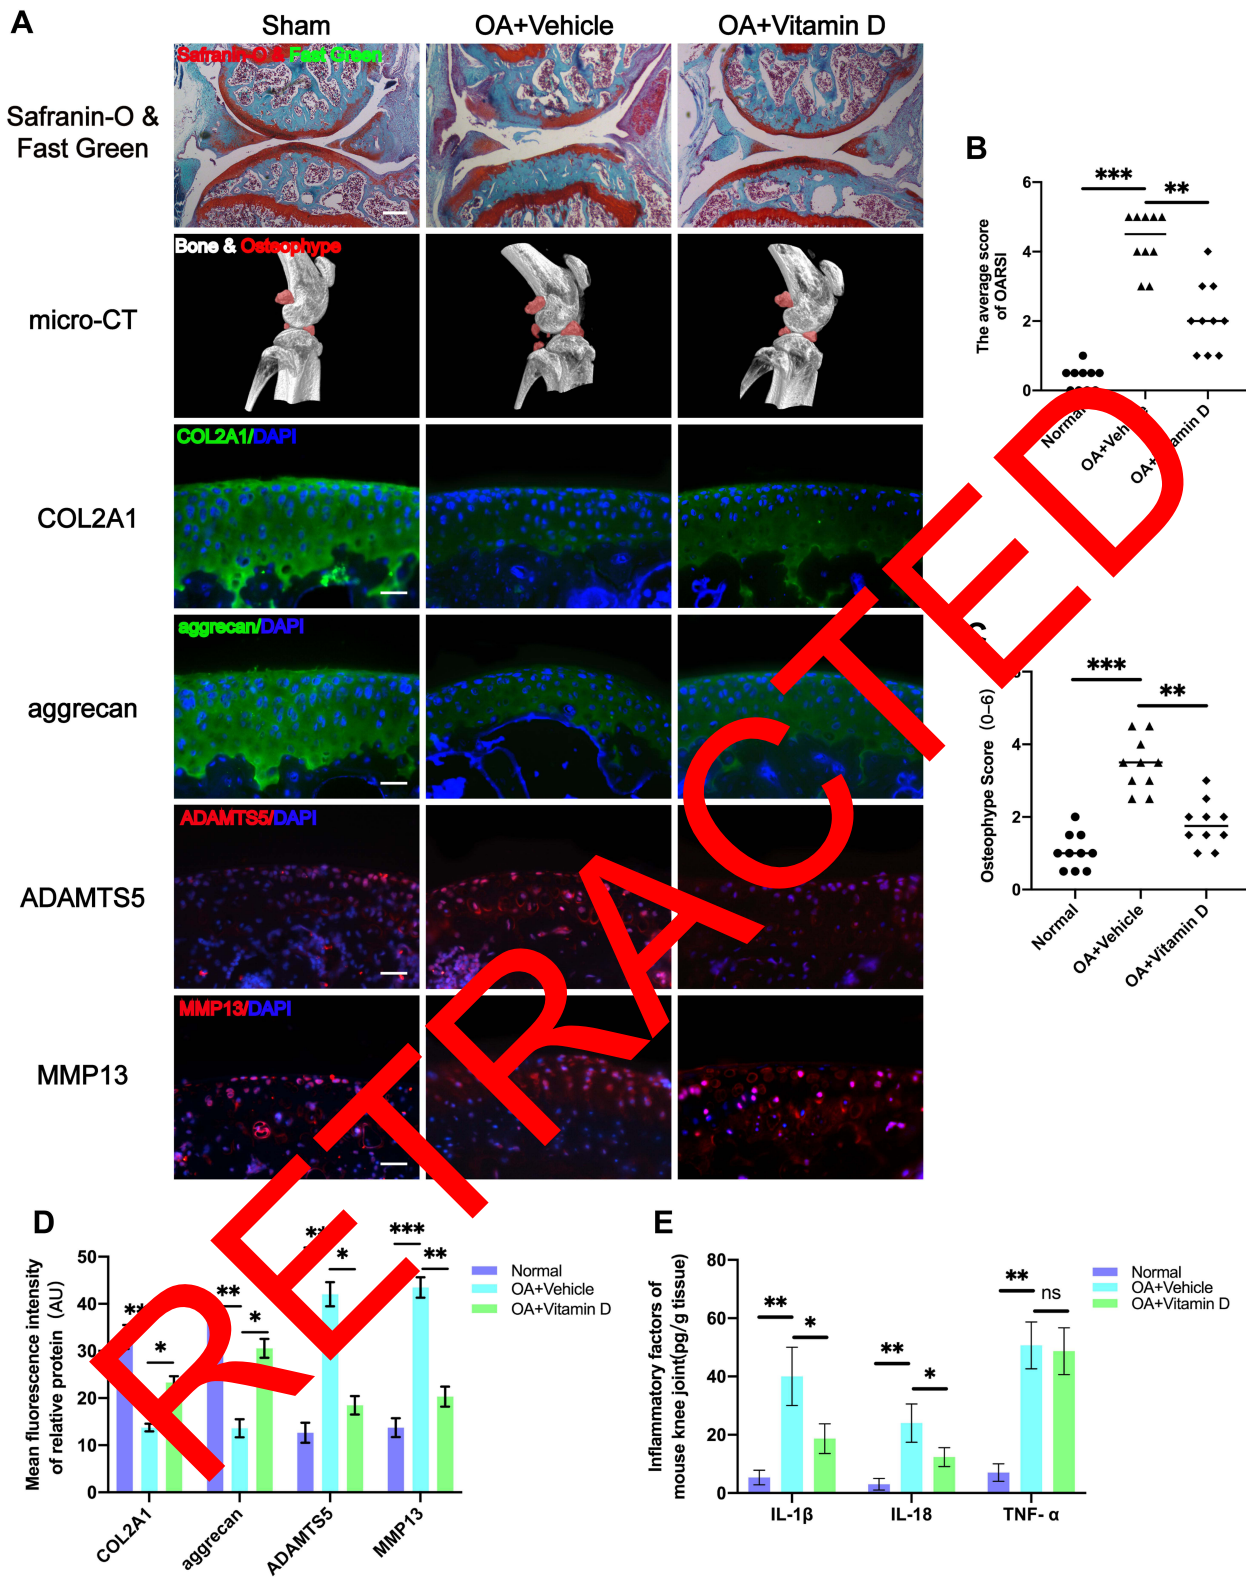 A
Sham
OA+Vehicle
OA+Vitamin D
Safranin-O &
Fast Green
Safranin-O & Fast Green
micro-CT
Bone & Osteophype
COL2A1
COL2A1/DAPI
aggrecan
aggrecan/DAPI
ADAMTS5
ADAMTS5/DAPI
MMP13
MMP13/DAPI
B
The average score
of OARSI
6
4
2
0
***
**
Normal
OA+Vehicle
OA+Vitamin D
C
Osteophype Score (0-6)
4
2
0
***
**
Normal
OA+Vehicle
OA+Vitamin D
RETRACTED
D
Mean fluorescence intensity
of relative protein (AU)
50
40
30
20
10
0
**
*
**
*
**
*
***
**
COL2A1
aggrecan
ADAMTS5
MMP13
Normal
OA+Vehicle
OA+Vitamin D
E
Inflammatory factors of
mouse knee joint(pg/g tissue)
80
60
40
20
0
**
*
**
*
**
ns
IL-1β
IL-18
TNF- α
Normal
OA+Vehicle
OA+Vitamin D